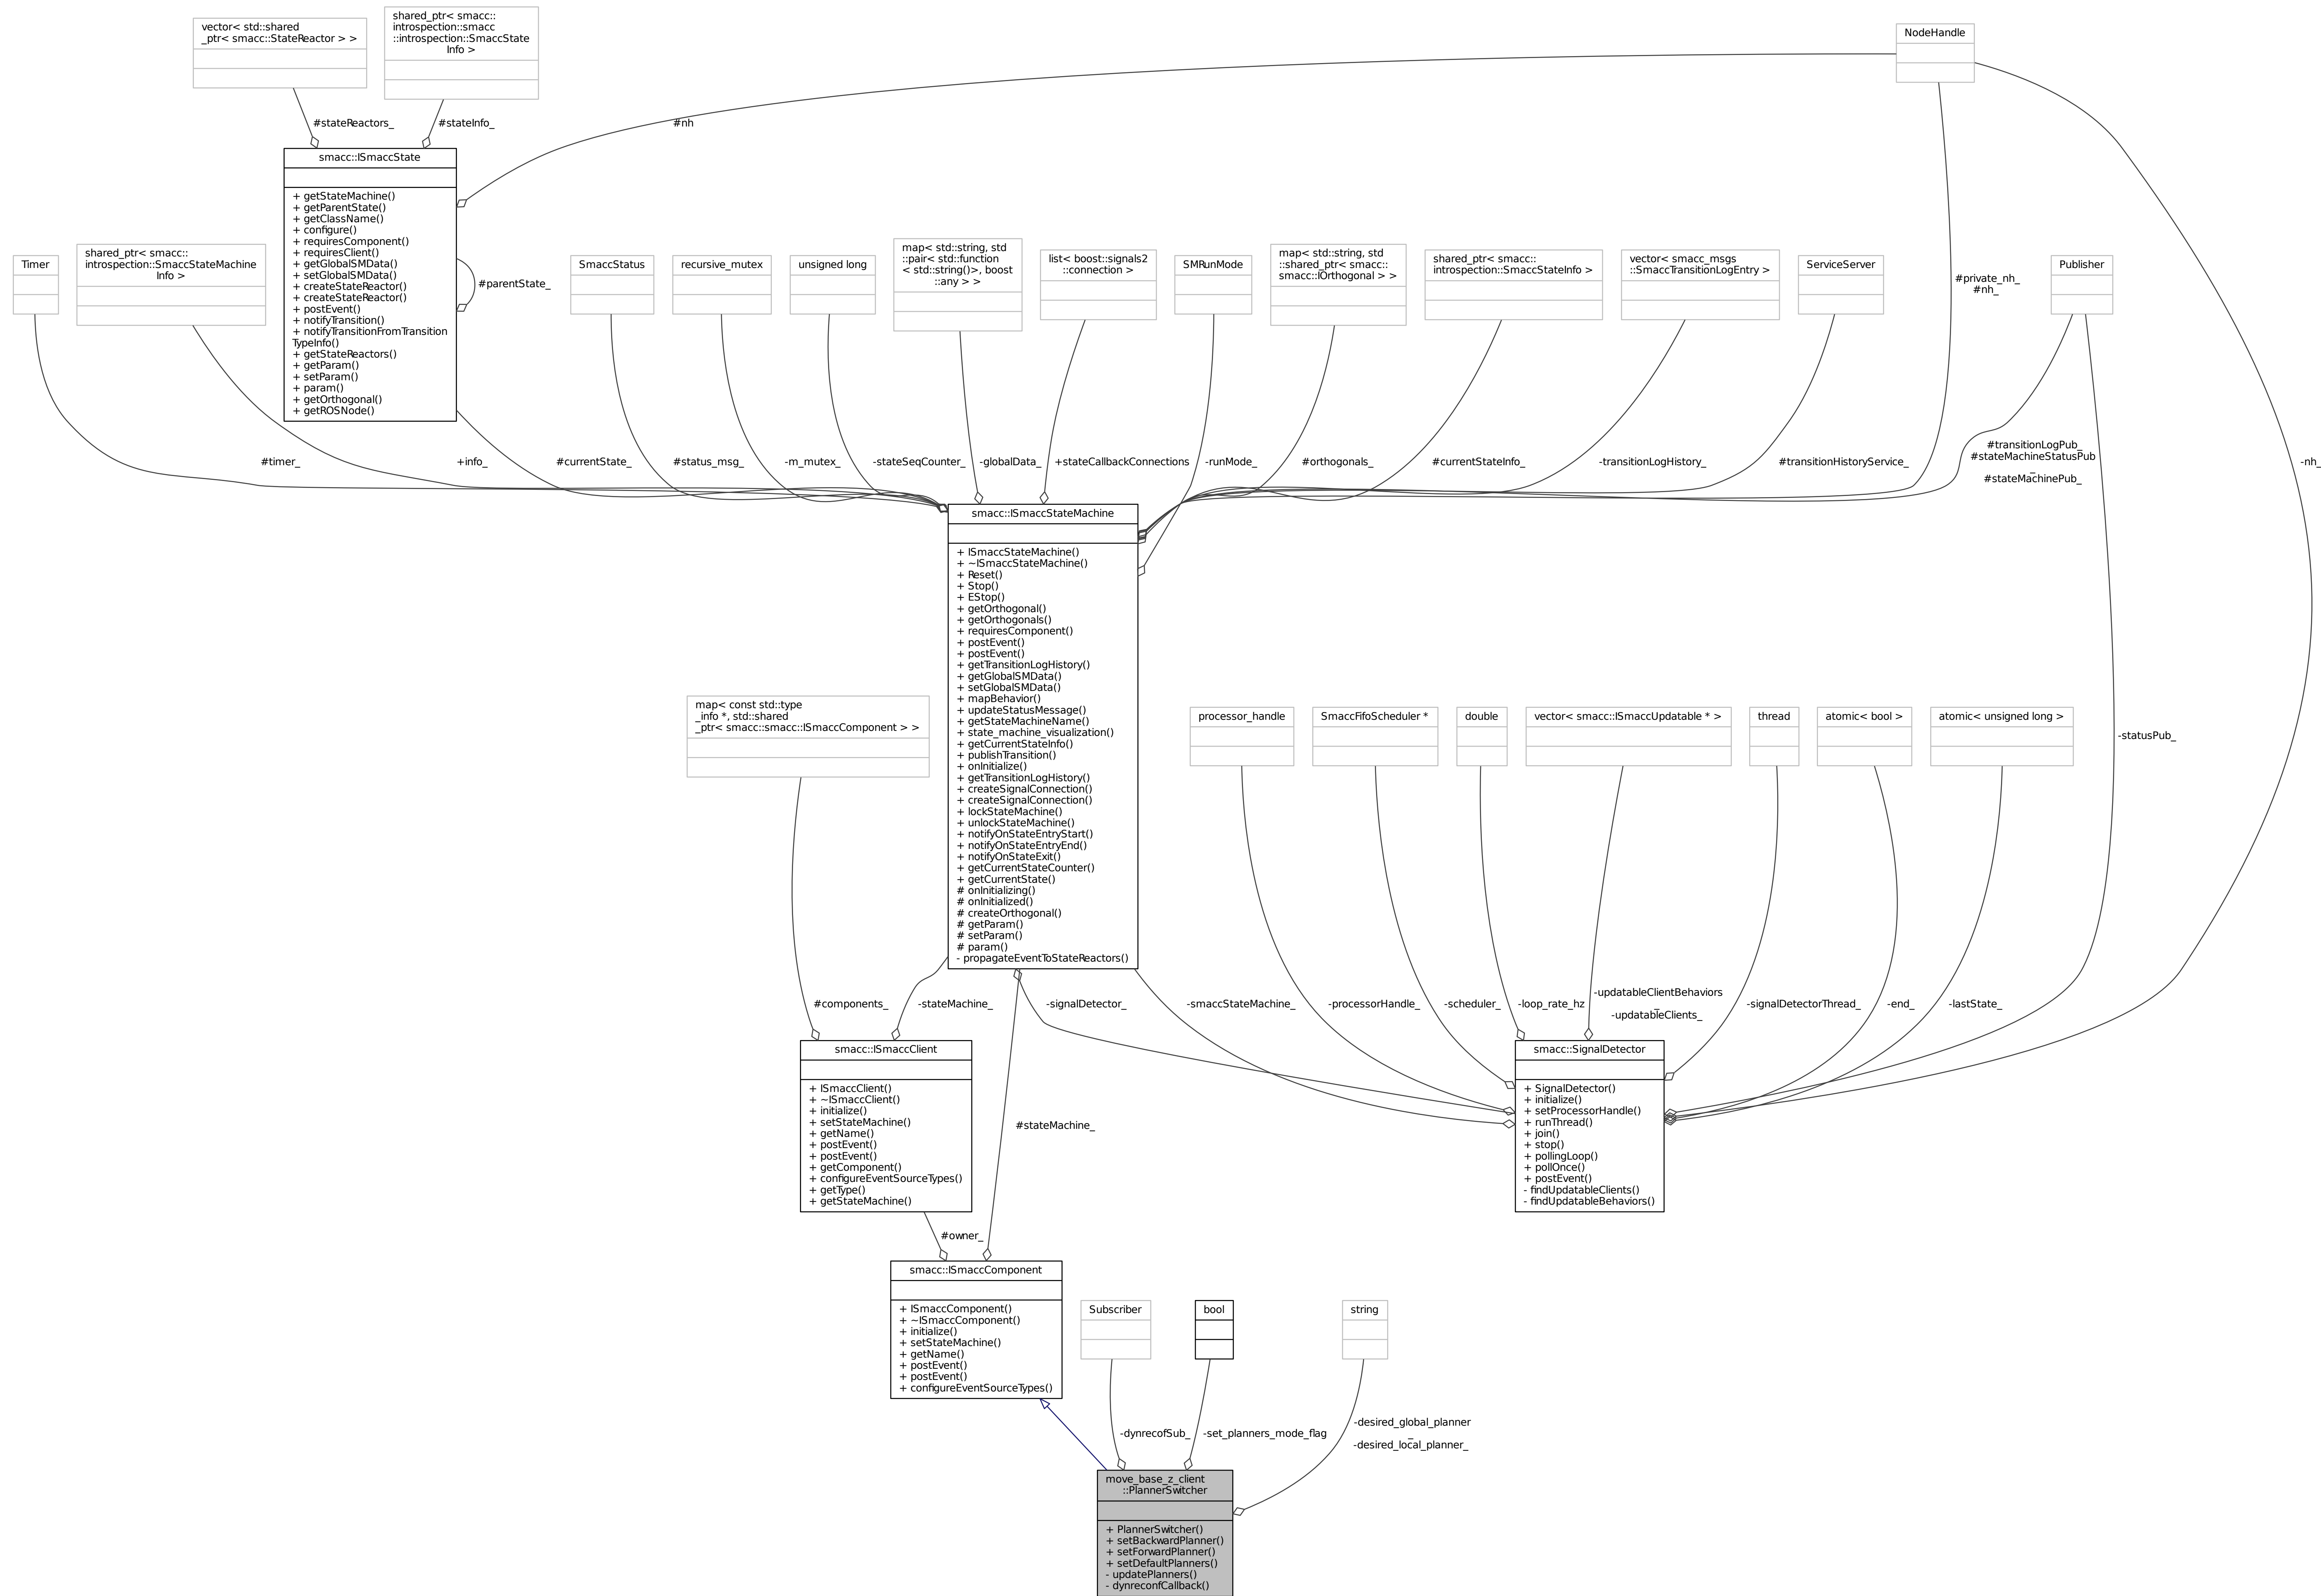 vector< std::shared
_ptr< smacc::StateReactor > >
shared_ptr< smacc::
introspection::smacc
::introspection::SmaccState
Info >
NodeHandle
#stateReactors_
#stateInfo_
#nh
smacc::ISmaccState
+ getStateMachine()
+ getParentState()
+ getClassName()
+ configure()
+ requiresComponent()
+ requiresClient()
+ getGlobalSMData()
+ setGlobalSMData()
+ createStateReactor()
+ createStateReactor()
+ postEvent()
+ notifyTransition()
+ notifyTransitionFromTransition
TypeInfo()
+ getStateReactors()
+ getParam()
+ setParam()
+ param()
+ getOrthogonal()
+ getROSNode()
#parentState_
Timer
shared_ptr< smacc::
introspection::SmaccStateMachine
Info >
SmaccStatus
recursive_mutex
unsigned long
map< std::string, std
::pair< std::function
< std::string()>, boost
::any > >
list< boost::signals2
::connection >
SMRunMode
map< std::string, std
::shared_ptr< smacc::
smacc::IOrthogonal > >
shared_ptr< smacc::
introspection::SmaccStateInfo >
vector< smacc_msgs
::SmaccTransitionLogEntry >
ServiceServer
Publisher
#private_nh_
#nh_
#timer_
+info_
#currentState_
#status_msg_
-m_mutex_
-stateSeqCounter_
-globalData_
+stateCallbackConnections
-runMode_
#orthogonals_
#currentStateInfo_
-transitionLogHistory_
#transitionHistoryService_
#transitionLogPub_
#stateMachineStatusPub
_
#stateMachinePub_
-nh_
smacc::ISmaccStateMachine
+ ISmaccStateMachine()
+ ~ISmaccStateMachine()
+ Reset()
+ Stop()
+ EStop()
+ getOrthogonal()
+ getOrthogonals()
+ requiresComponent()
+ postEvent()
+ postEvent()
+ getTransitionLogHistory()
+ getGlobalSMData()
+ setGlobalSMData()
+ mapBehavior()
+ updateStatusMessage()
+ getStateMachineName()
+ state_machine_visualization()
+ getCurrentStateInfo()
+ publishTransition()
+ onInitialize()
+ getTransitionLogHistory()
+ createSignalConnection()
+ createSignalConnection()
+ lockStateMachine()
+ unlockStateMachine()
+ notifyOnStateEntryStart()
+ notifyOnStateEntryEnd()
+ notifyOnStateExit()
+ getCurrentStateCounter()
+ getCurrentState()
# onInitializing()
# onInitialized()
# createOrthogonal()
# getParam()
# setParam()
# param()
- propagateEventToStateReactors()
map< const std::type
_info *, std::shared
_ptr< smacc::smacc::ISmaccComponent > >
processor_handle
SmaccFifoScheduler *
double
vector< smacc::ISmaccUpdatable * >
thread
atomic< bool >
atomic< unsigned long >
-statusPub_
#components_
-stateMachine_
-signalDetector_
-smaccStateMachine_
-processorHandle_
-scheduler_
-loop_rate_hz
-updatableClientBehaviors
_
-updatableClients_
-signalDetectorThread_
-end_
-lastState_
smacc::ISmaccClient
+ ISmaccClient()
+ ~ISmaccClient()
+ initialize()
+ setStateMachine()
+ getName()
+ postEvent()
+ postEvent()
+ getComponent()
+ configureEventSourceTypes()
+ getType()
+ getStateMachine()
#stateMachine_
smacc::SignalDetector
+ SignalDetector()
+ initialize()
+ setProcessorHandle()
+ runThread()
+ join()
+ stop()
+ pollingLoop()
+ pollOnce()
+ postEvent()
- findUpdatableClients()
- findUpdatableBehaviors()
#owner_
smacc::ISmaccComponent
+ ISmaccComponent()
+ ~ISmaccComponent()
+ initialize()
+ setStateMachine()
+ getName()
+ postEvent()
+ postEvent()
+ configureEventSourceTypes()
Subscriber
bool
string
-dynrecofSub_
-set_planners_mode_flag
-desired_global_planner
_
-desired_local_planner_
move_base_z_client
::PlannerSwitcher
+ PlannerSwitcher()
+ setBackwardPlanner()
+ setForwardPlanner()
+ setDefaultPlanners()
- updatePlanners()
- dynreconfCallback()